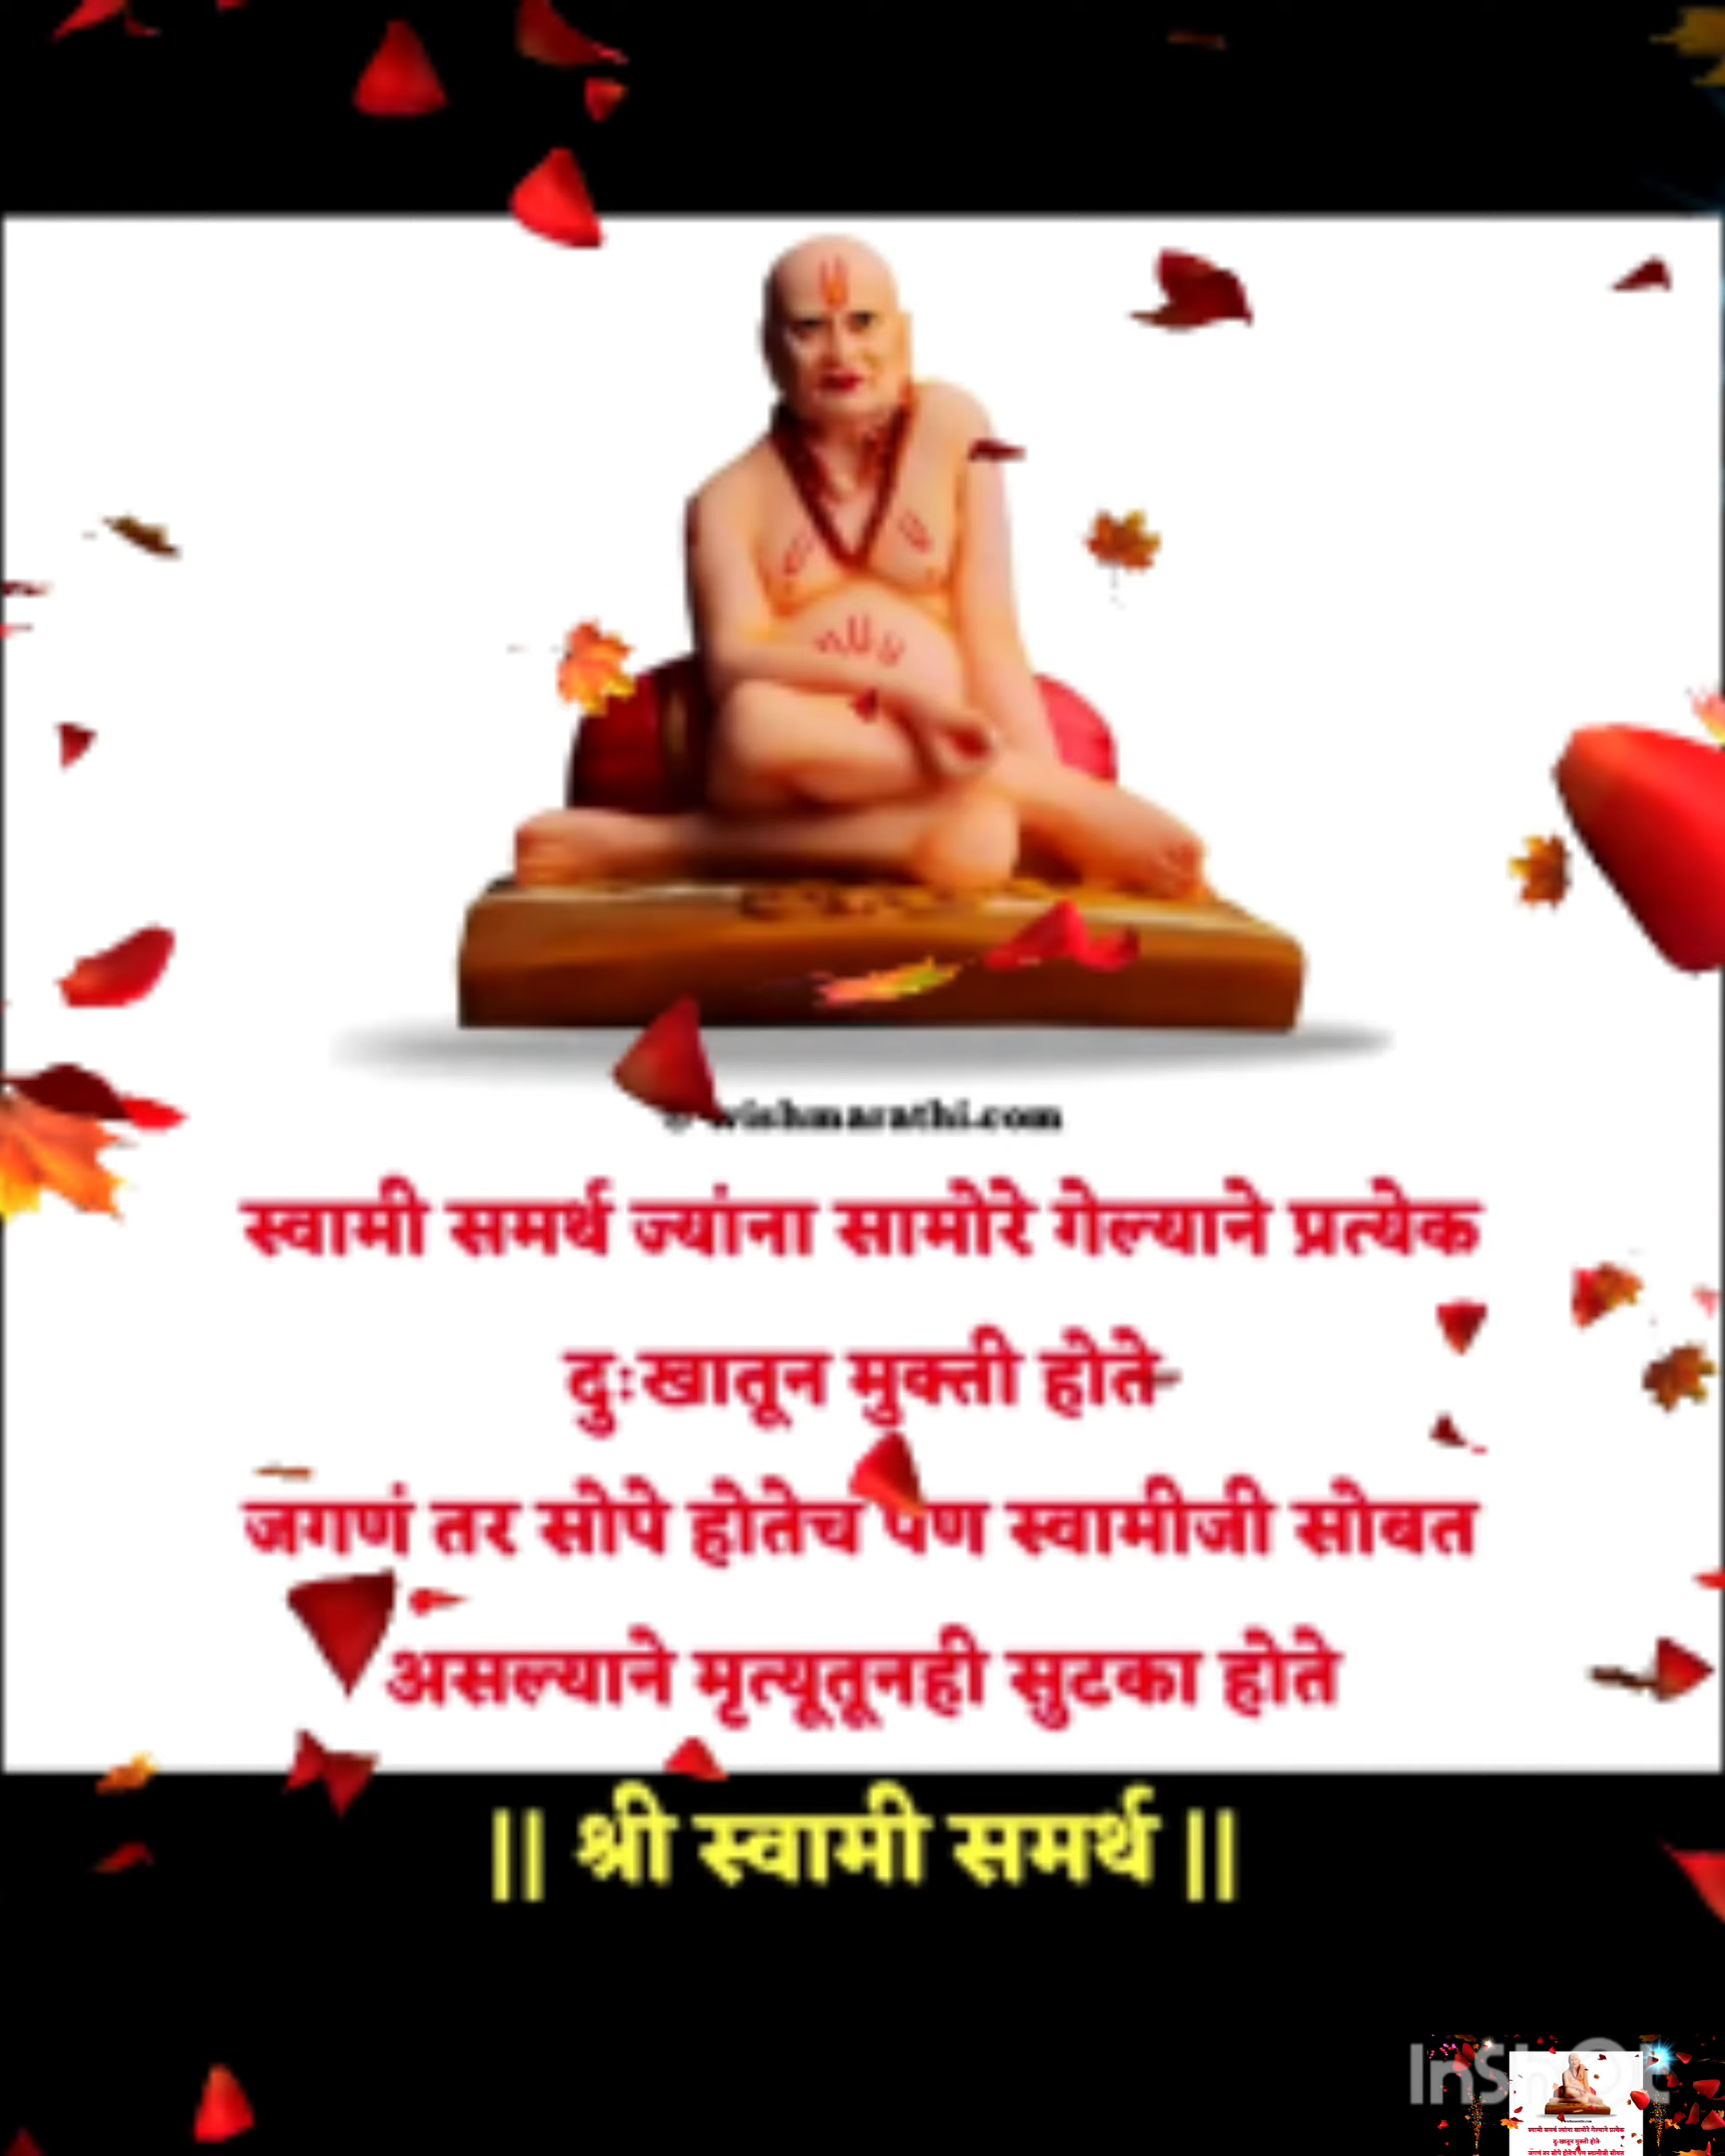 © wishmarathi.com
स्वामी समर्थ ज्यांना सामोरे गेल्याने प्रत्येक
दुःखातून मुक्ती होते
जगणं तर सोपे होतेच पण स्वामीजी सोबत
असल्याने मृत्यूतूनही सुटका होते
|| श्री स्वामी समर्थ ||
InShOt